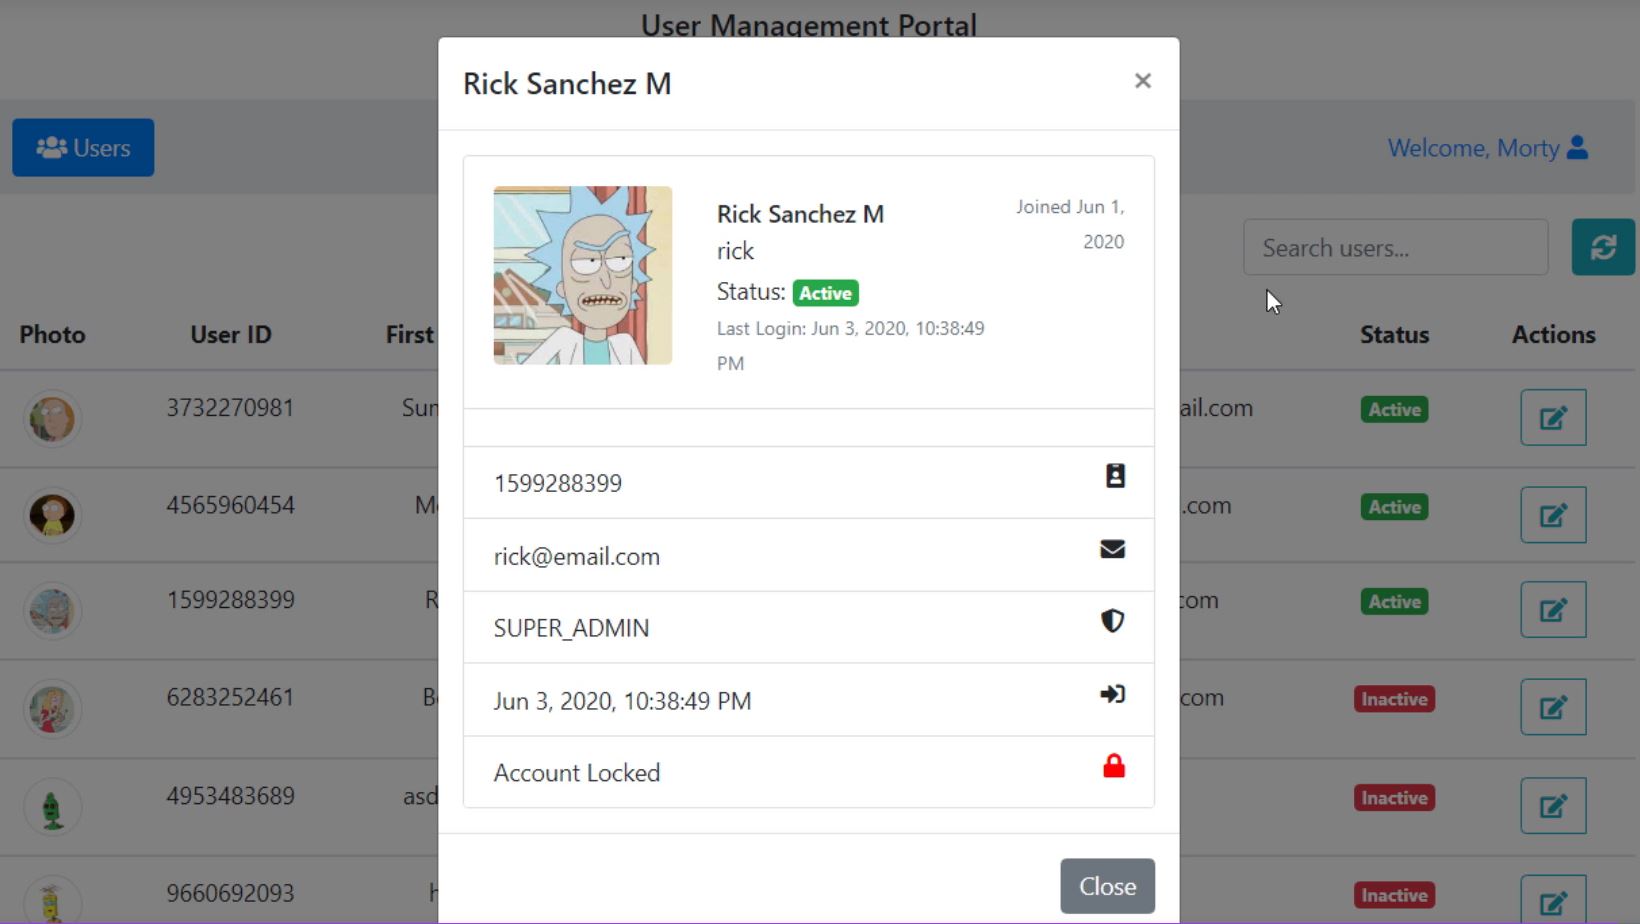 User Management Portal
Rick Sanchez M
×
Users
Welcome, Morty
Rick Sanchez M
rick
Status: Active
Last Login: Jun 3, 2020, 10:38:49
PM
Joined Jun 1,
2020
Search users...
Photo User ID First Status Actions
3732270981 Sun ail.com Active
4565960454 .com Active
1599288399 R com Active
6283252461 com Inactive
4953483689 asd Inactive
9660692093 Inactive
1599288399
rick@email.com
SUPER_ADMIN
Jun 3, 2020, 10:38:49 PM
Account Locked
Close